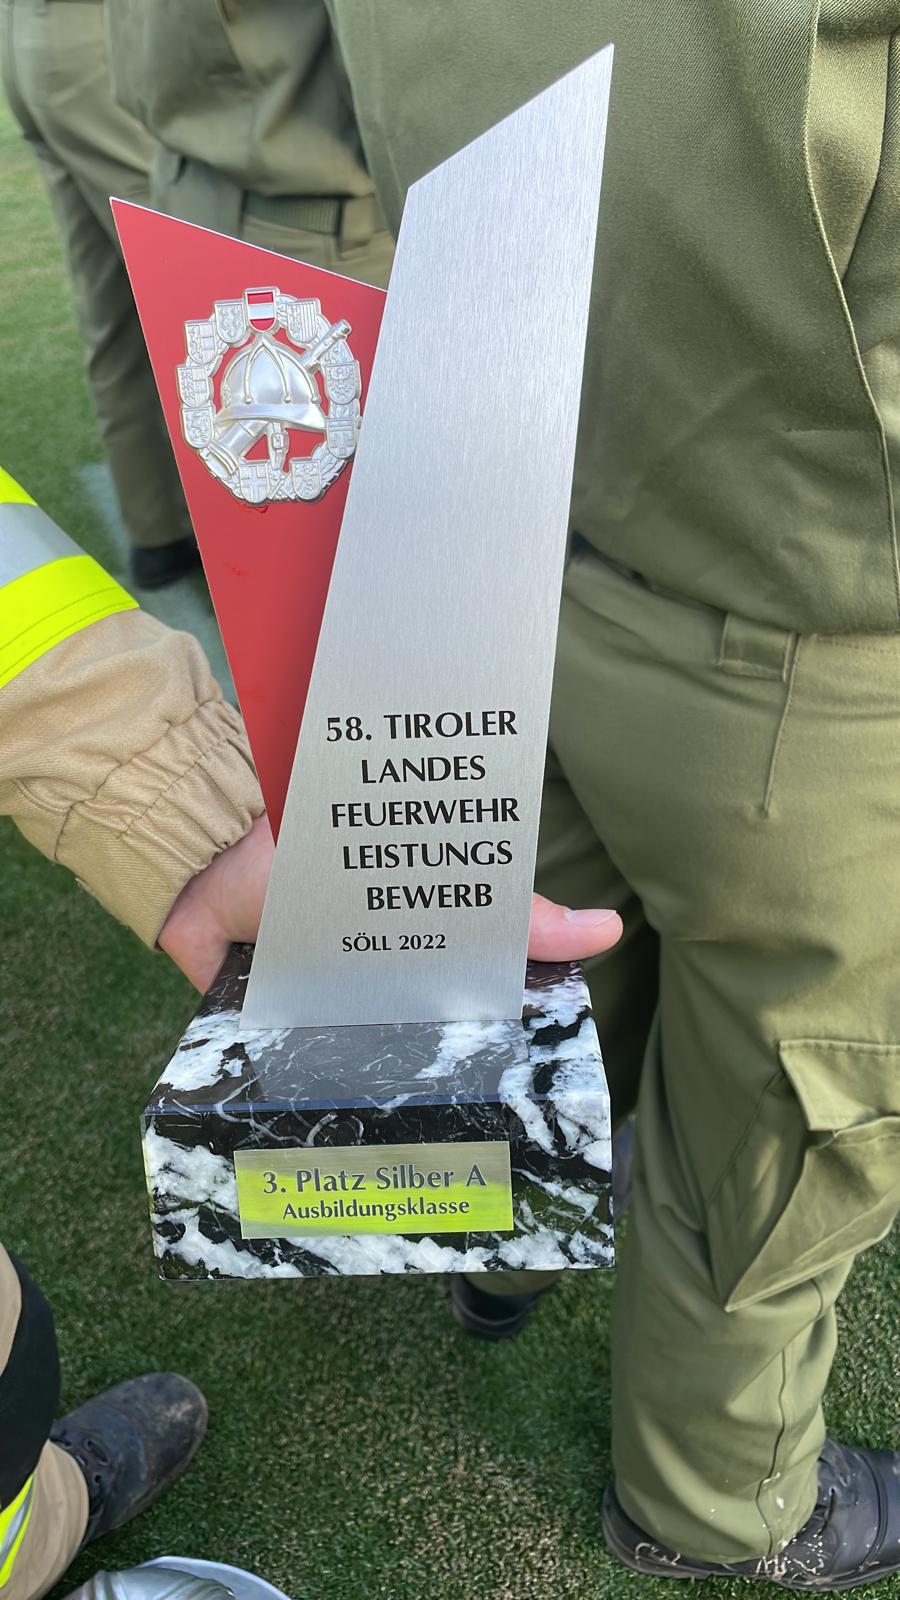 58. TIROLER
LANDES
FEUERWEHR
LEISTUNGS
BEWERB
SÖLL 2022
3. Platz Silber A
Ausbildungsklasse